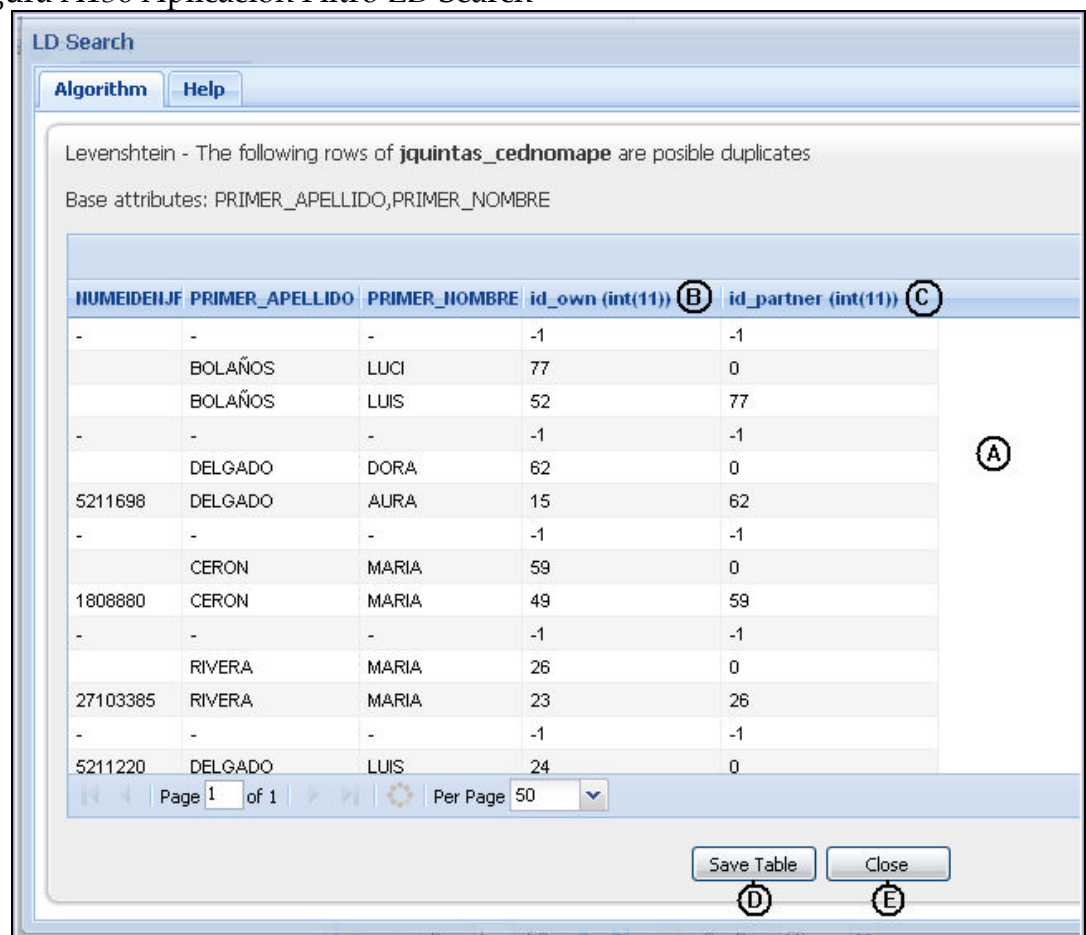 Aplicación Filtro LD Search
LD Search
Algorithm Help
Levenshtein - The following rows of jquintas_cednomape are posible duplicates
Base attributes: PRIMER_APELLIDO,PRIMER_NOMBRE
NUMEIDENJF PRIMER_APELLIDO PRIMER_NOMBRE id_own (int(11)) B id_partner (int(11)) C
- - - -1 -1
BOLAÑOS LUCI 77 0
BOLAÑOS LUIS 52 77
- - - -1 -1
A
DELGADO DORA 62 0
5211698 DELGADO AURA 15 62
- - - -1 -1
CERON MARIA 59 0
1808880 CERON MARIA 49 59
- - - -1 -1
RIVERA MARIA 26 0
27103385 RIVERA MARIA 23 26
- - - -1 -1
5211220 DELGADO LUIS 24 0
Page 1 of 1 Per Page 50
Save Table Close
D E